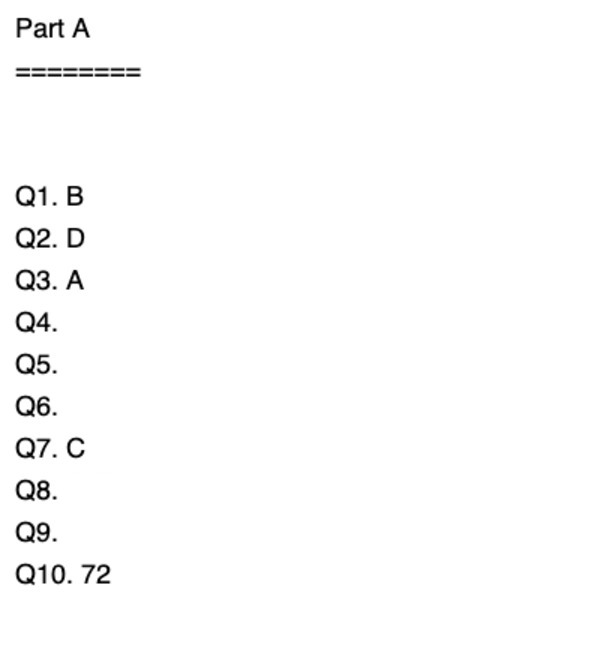 Part A
========
Q1. B
Q2. D
Q3. A
Q4.
Q5.
Q6.
Q7. C
Q8.
Q9.
Q10. 72